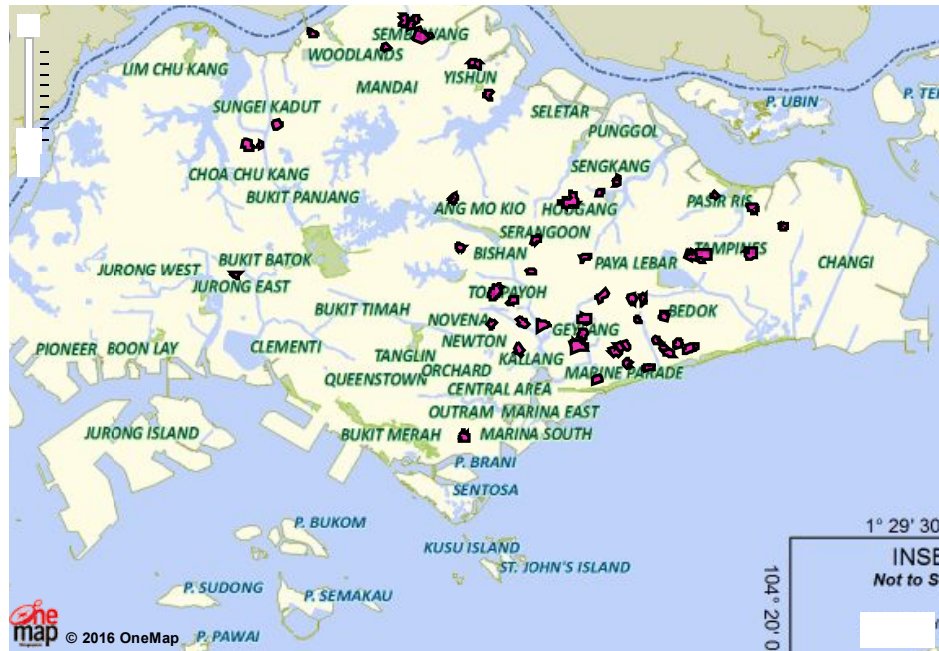 SEMBAWANG
WOODLANDS
LIM CHU KANG
YISHUN
MANDAI
P. UBIN
SUNGEI KADUT
SELETAR
PUNGGOL
SENGKANG
CHOA CHU KANG
BUKIT PANJANG
PASIR RIS
ANG MO KIO
HOUGANG
SERANGOON
TAMPINES
BISHAN
BUKIT BATOK
PAYA LEBAR
CHANGI
JURONG WEST
JURONG EAST
TOA PAYOH
BUKIT TIMAH
BEDOK
NOVENA
GEYLANG
NEWTON
PIONEER
BOON LAY
CLEMENTI
TANGLIN
KALLANG
ORCHARD
MARINE PARADE
QUEENSTOWN
CENTRAL AREA
OUTRAM
MARINA EAST
JURONG ISLAND
BUKIT MERAH
MARINA SOUTH
P. BRANI
SENTOSA
P. BUKOM
1° 29' 30
KUSU ISLAND
INSE
ST. JOHN'S ISLAND
Not to S
P. SUDONG
P. SEMAKAU
104° 20' 0
One
map © 2016 OneMap
P. PAWAI